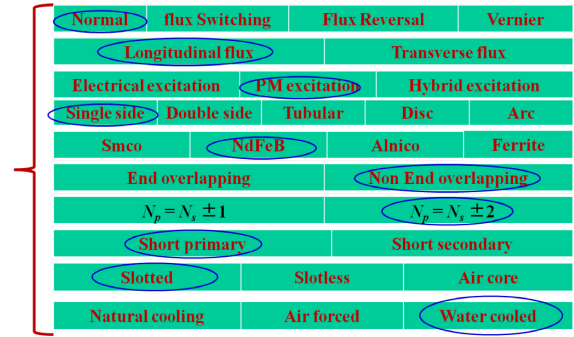 Normal flux Switching Flux Reversal Vernier
Longitudinal flux Transverse flux
Electrical excitation PM excitation Hybrid excitation
Single side Double side Tubular Disc Arc
Smco NdFeB Alnico Ferrite
End overlapping Non End overlapping
Nₚ = Nₛ ± 1 Nₚ = Nₛ ± 2
Short primary Short secondary
Slotted Slotless Air core
Natural cooling Air forced Water cooled